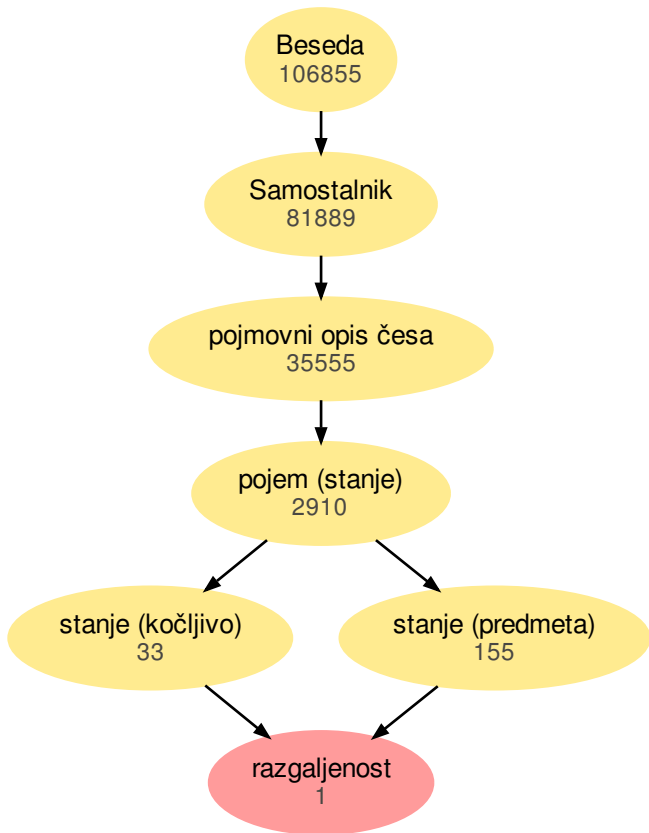 Beseda
106855
Samostalnik
81889
pojmovni opis česa
35555
pojem (stanje)
2910
stanje (kočljivo)
33
stanje (predmeta)
155
razgaljenost
1